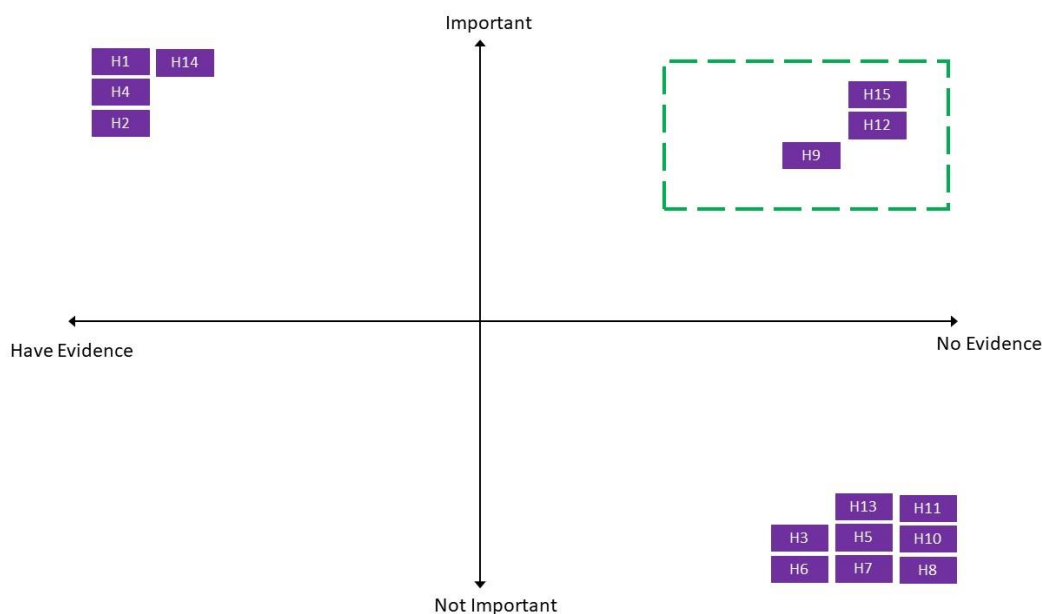 Important
H1
H14
H4
H2
H15
H12
H9
Have Evidence
No Evidence
H13
H11
H3
H5
H10
H6
H7
H8
Not Important